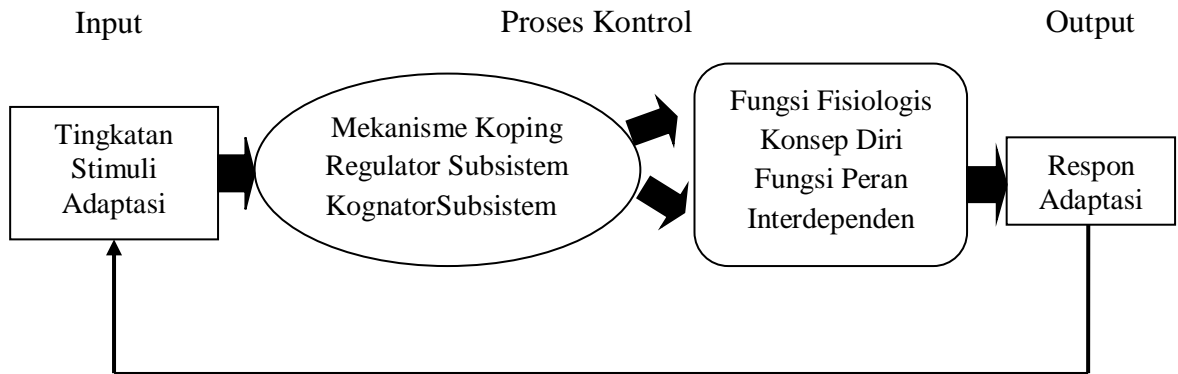 Input
Proses Kontrol
Output
Tingkatan
Stimuli
Adaptasi
Mekanisme Koping
Regulator Subsistem
KognatorSubsistem
Fungsi Fisiologis
Konsep Diri
Fungsi Peran
Interdependen
Respon
Adaptasi